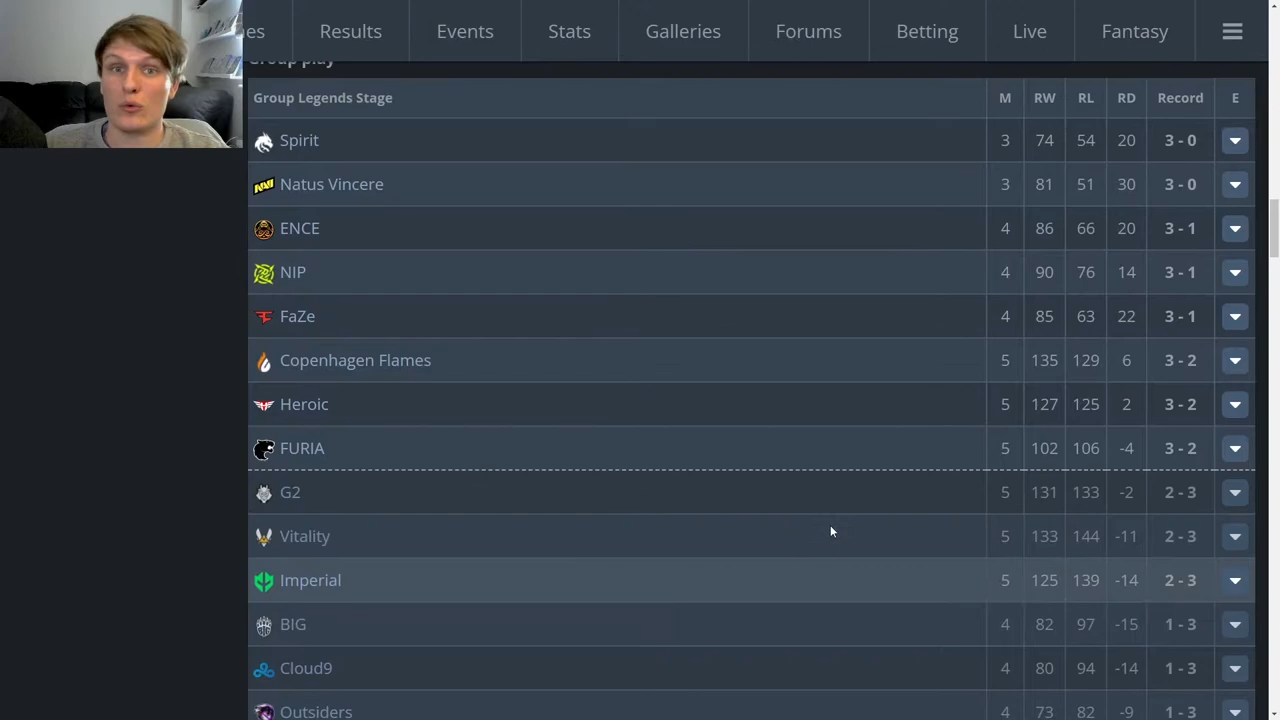 es Results Events Stats Galleries Forums Betting Live Fantasy
Group play
Group Legends Stage M RW RL RD Record E
Spirit 3 74 54 20 3 - 0
Natus Vincere 3 81 51 30 3 - 0
ENCE 4 86 66 20 3 - 1
NIP 4 90 76 14 3 - 1
FaZe 4 85 63 22 3 - 1
Copenhagen Flames 5 135 129 6 3 - 2
Heroic 5 127 125 2 3 - 2
FURIA 5 102 106 -4 3 - 2
G2 5 131 133 -2 2 - 3
Vitality 5 133 144 -11 2 - 3
Imperial 5 125 139 -14 2 - 3
BIG 4 82 97 -15 1 - 3
Cloud9 4 80 94 -14 1 - 3
Outsiders 4 73 82 -9 1 - 3